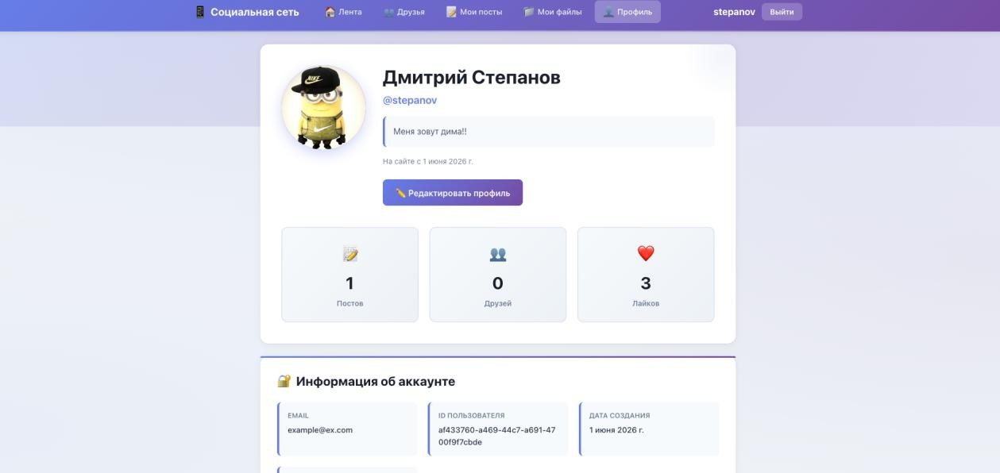 Социальная сеть
Лента
Друзья
Мои посты
Мои файлы
Профиль
stepanov
Выйти
NIKE
Дмитрий Степанов
@stepanov
Меня зовут дима!!
На сайте с 1 июня 2026 г.
Редактировать профиль
1
Постов
0
Друзей
3
Лайков
Информация об аккаунте
EMAIL
example@ex.com
ID ПОЛЬЗОВАТЕЛЯ
af433760-a469-44c7-a691-47
00f9f7cbde
ДАТА СОЗДАНИЯ
1 июня 2026 г.